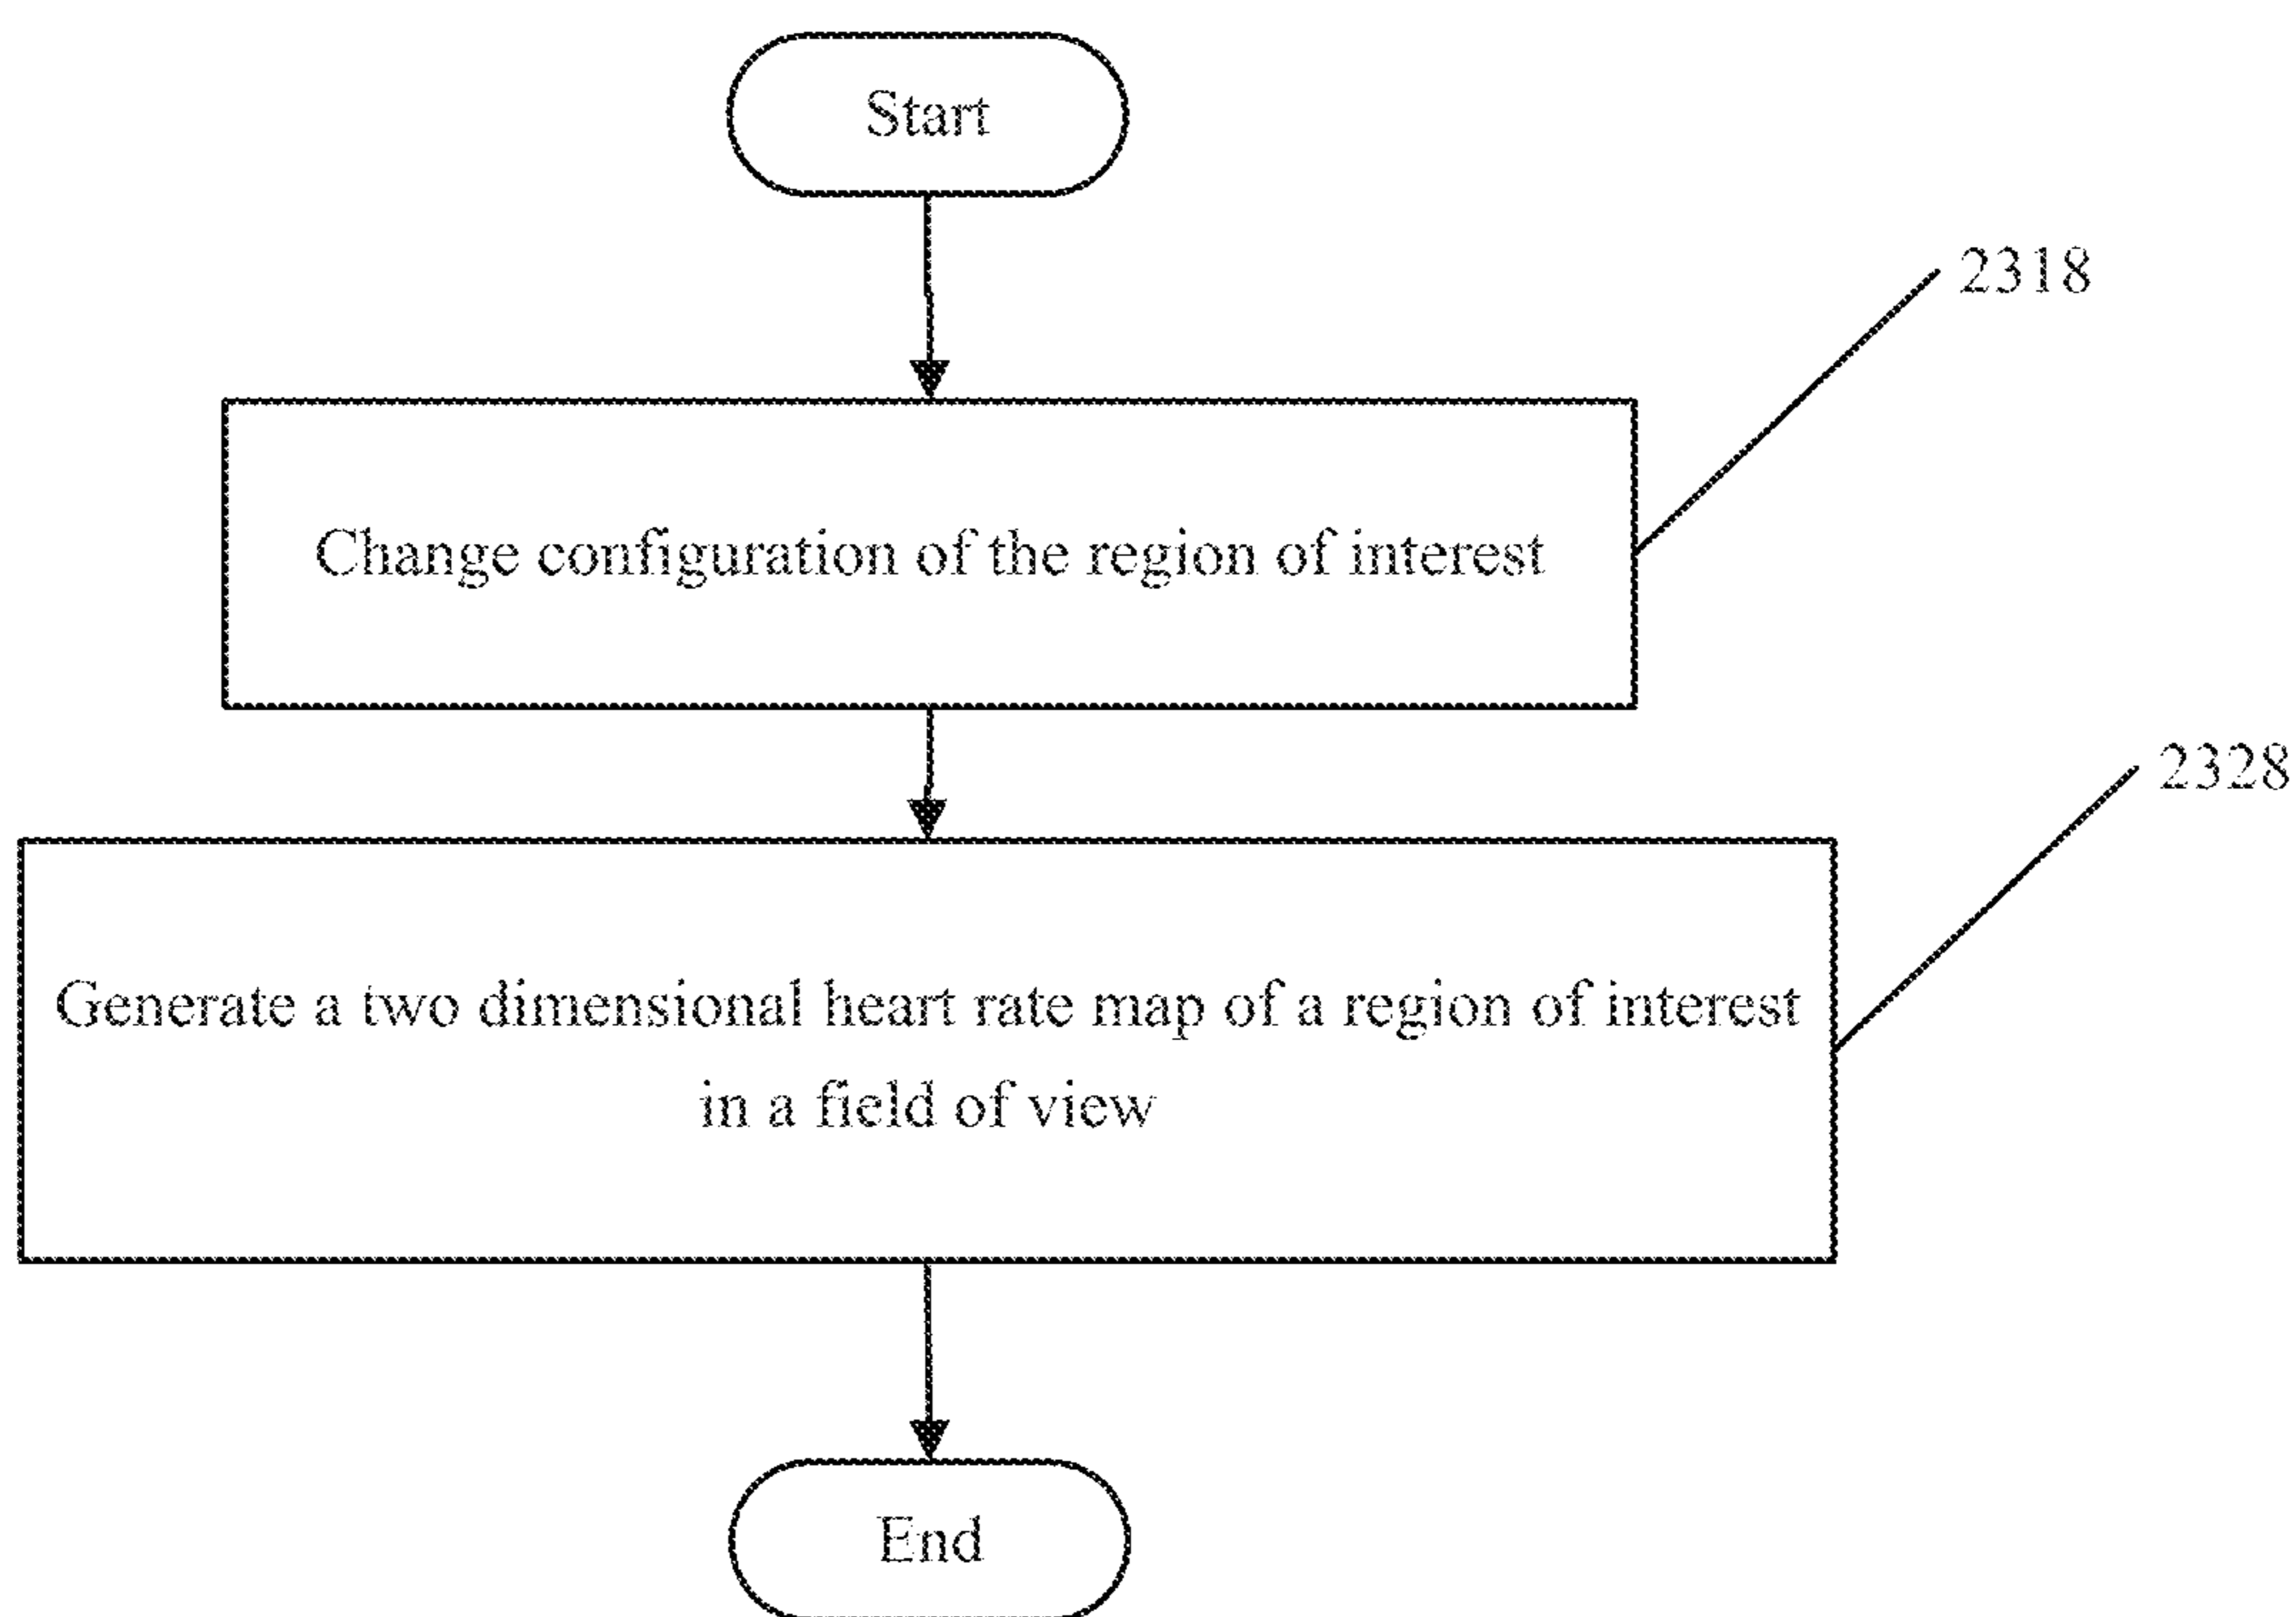 Start
2318
Change configuration of the region of interest
2328
Generate a two dimensional heart rate map of a region of interest
in a field of view
End